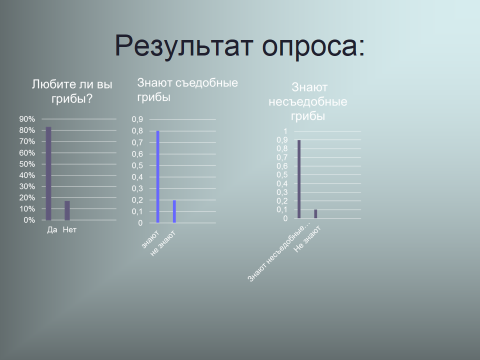 Результат опроса:
Любите ли вы
грибы?
90%
80%
70%
60%
50%
40%
30%
20%
10%
0%
Да Нет
Знают съедобные
грибы
0,9
0,8
0,7
0,6
0,5
0,4
0,3
0,2
0,1
0
знают
не знают
Знают
несъедобные
грибы
1
0,9
0,8
0,7
0,6
0,5
0,4
0,3
0,2
0,1
0
Знают несъедобные...
Не знают